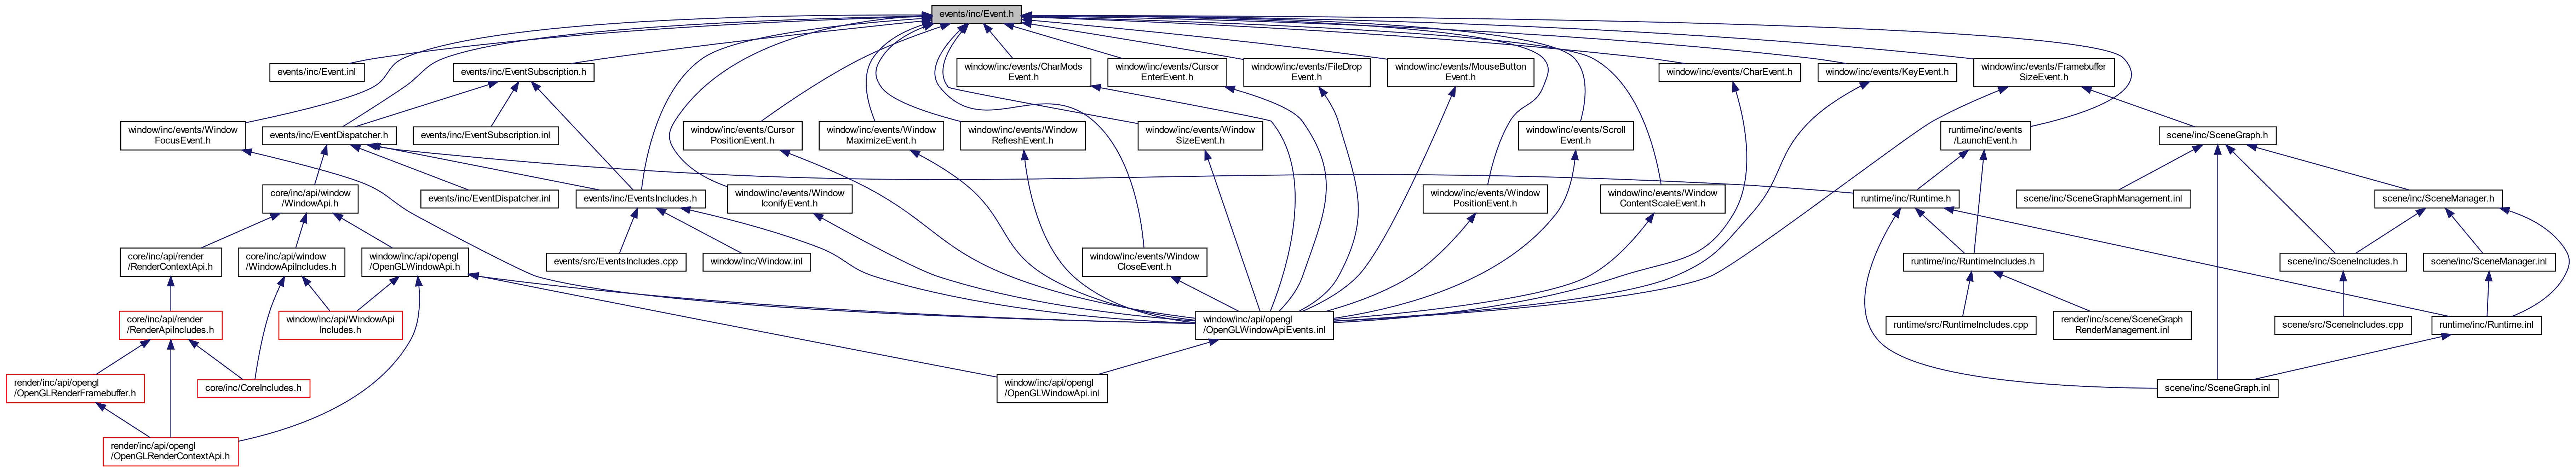 events/inc/Event.h
events/inc/Event.inl
events/inc/EventSubscription.h
window/inc/events/CharMods
Event.h
window/inc/events/Cursor
EnterEvent.h
window/inc/events/FileDrop
Event.h
window/inc/events/MouseButton
Event.h
window/inc/events/CharEvent.h
window/inc/events/KeyEvent.h
window/inc/events/Framebuffer
SizeEvent.h
window/inc/events/Window
FocusEvent.h
events/inc/EventDispatcher.h
events/inc/EventSubscription.inl
window/inc/events/Cursor
PositionEvent.h
window/inc/events/Window
MaximizeEvent.h
window/inc/events/Window
RefreshEvent.h
window/inc/events/Window
SizeEvent.h
window/inc/events/Scroll
Event.h
runtime/inc/events
/LaunchEvent.h
scene/inc/SceneGraph.h
core/inc/api/window
/WindowApi.h
events/inc/EventDispatcher.inl
events/inc/EventsIncludes.h
window/inc/events/Window
IconifyEvent.h
window/inc/events/Window
PositionEvent.h
window/inc/events/Window
ContentScaleEvent.h
runtime/inc/Runtime.h
scene/inc/SceneGraphManagement.inl
scene/inc/SceneManager.h
core/inc/api/render
/RenderContextApi.h
core/inc/api/window
/WindowApiIncludes.h
window/inc/api/opengl
/OpenGLWindowApi.h
events/src/EventsIncludes.cpp
window/inc/Window.inl
window/inc/events/Window
CloseEvent.h
runtime/inc/RuntimeIncludes.h
scene/inc/SceneIncludes.h
scene/inc/SceneManager.inl
core/inc/api/render
/RenderApiIncludes.h
window/inc/api/WindowApi
Includes.h
window/inc/api/opengl
/OpenGLWindowApiEvents.inl
runtime/src/RuntimeIncludes.cpp
render/inc/scene/SceneGraph
RenderManagement.inl
scene/src/SceneIncludes.cpp
runtime/inc/Runtime.inl
render/inc/api/opengl
/OpenGLRenderFramebuffer.h
core/inc/CoreIncludes.h
window/inc/api/opengl
/OpenGLWindowApi.inl
scene/inc/SceneGraph.inl
render/inc/api/opengl
/OpenGLRenderContextApi.h